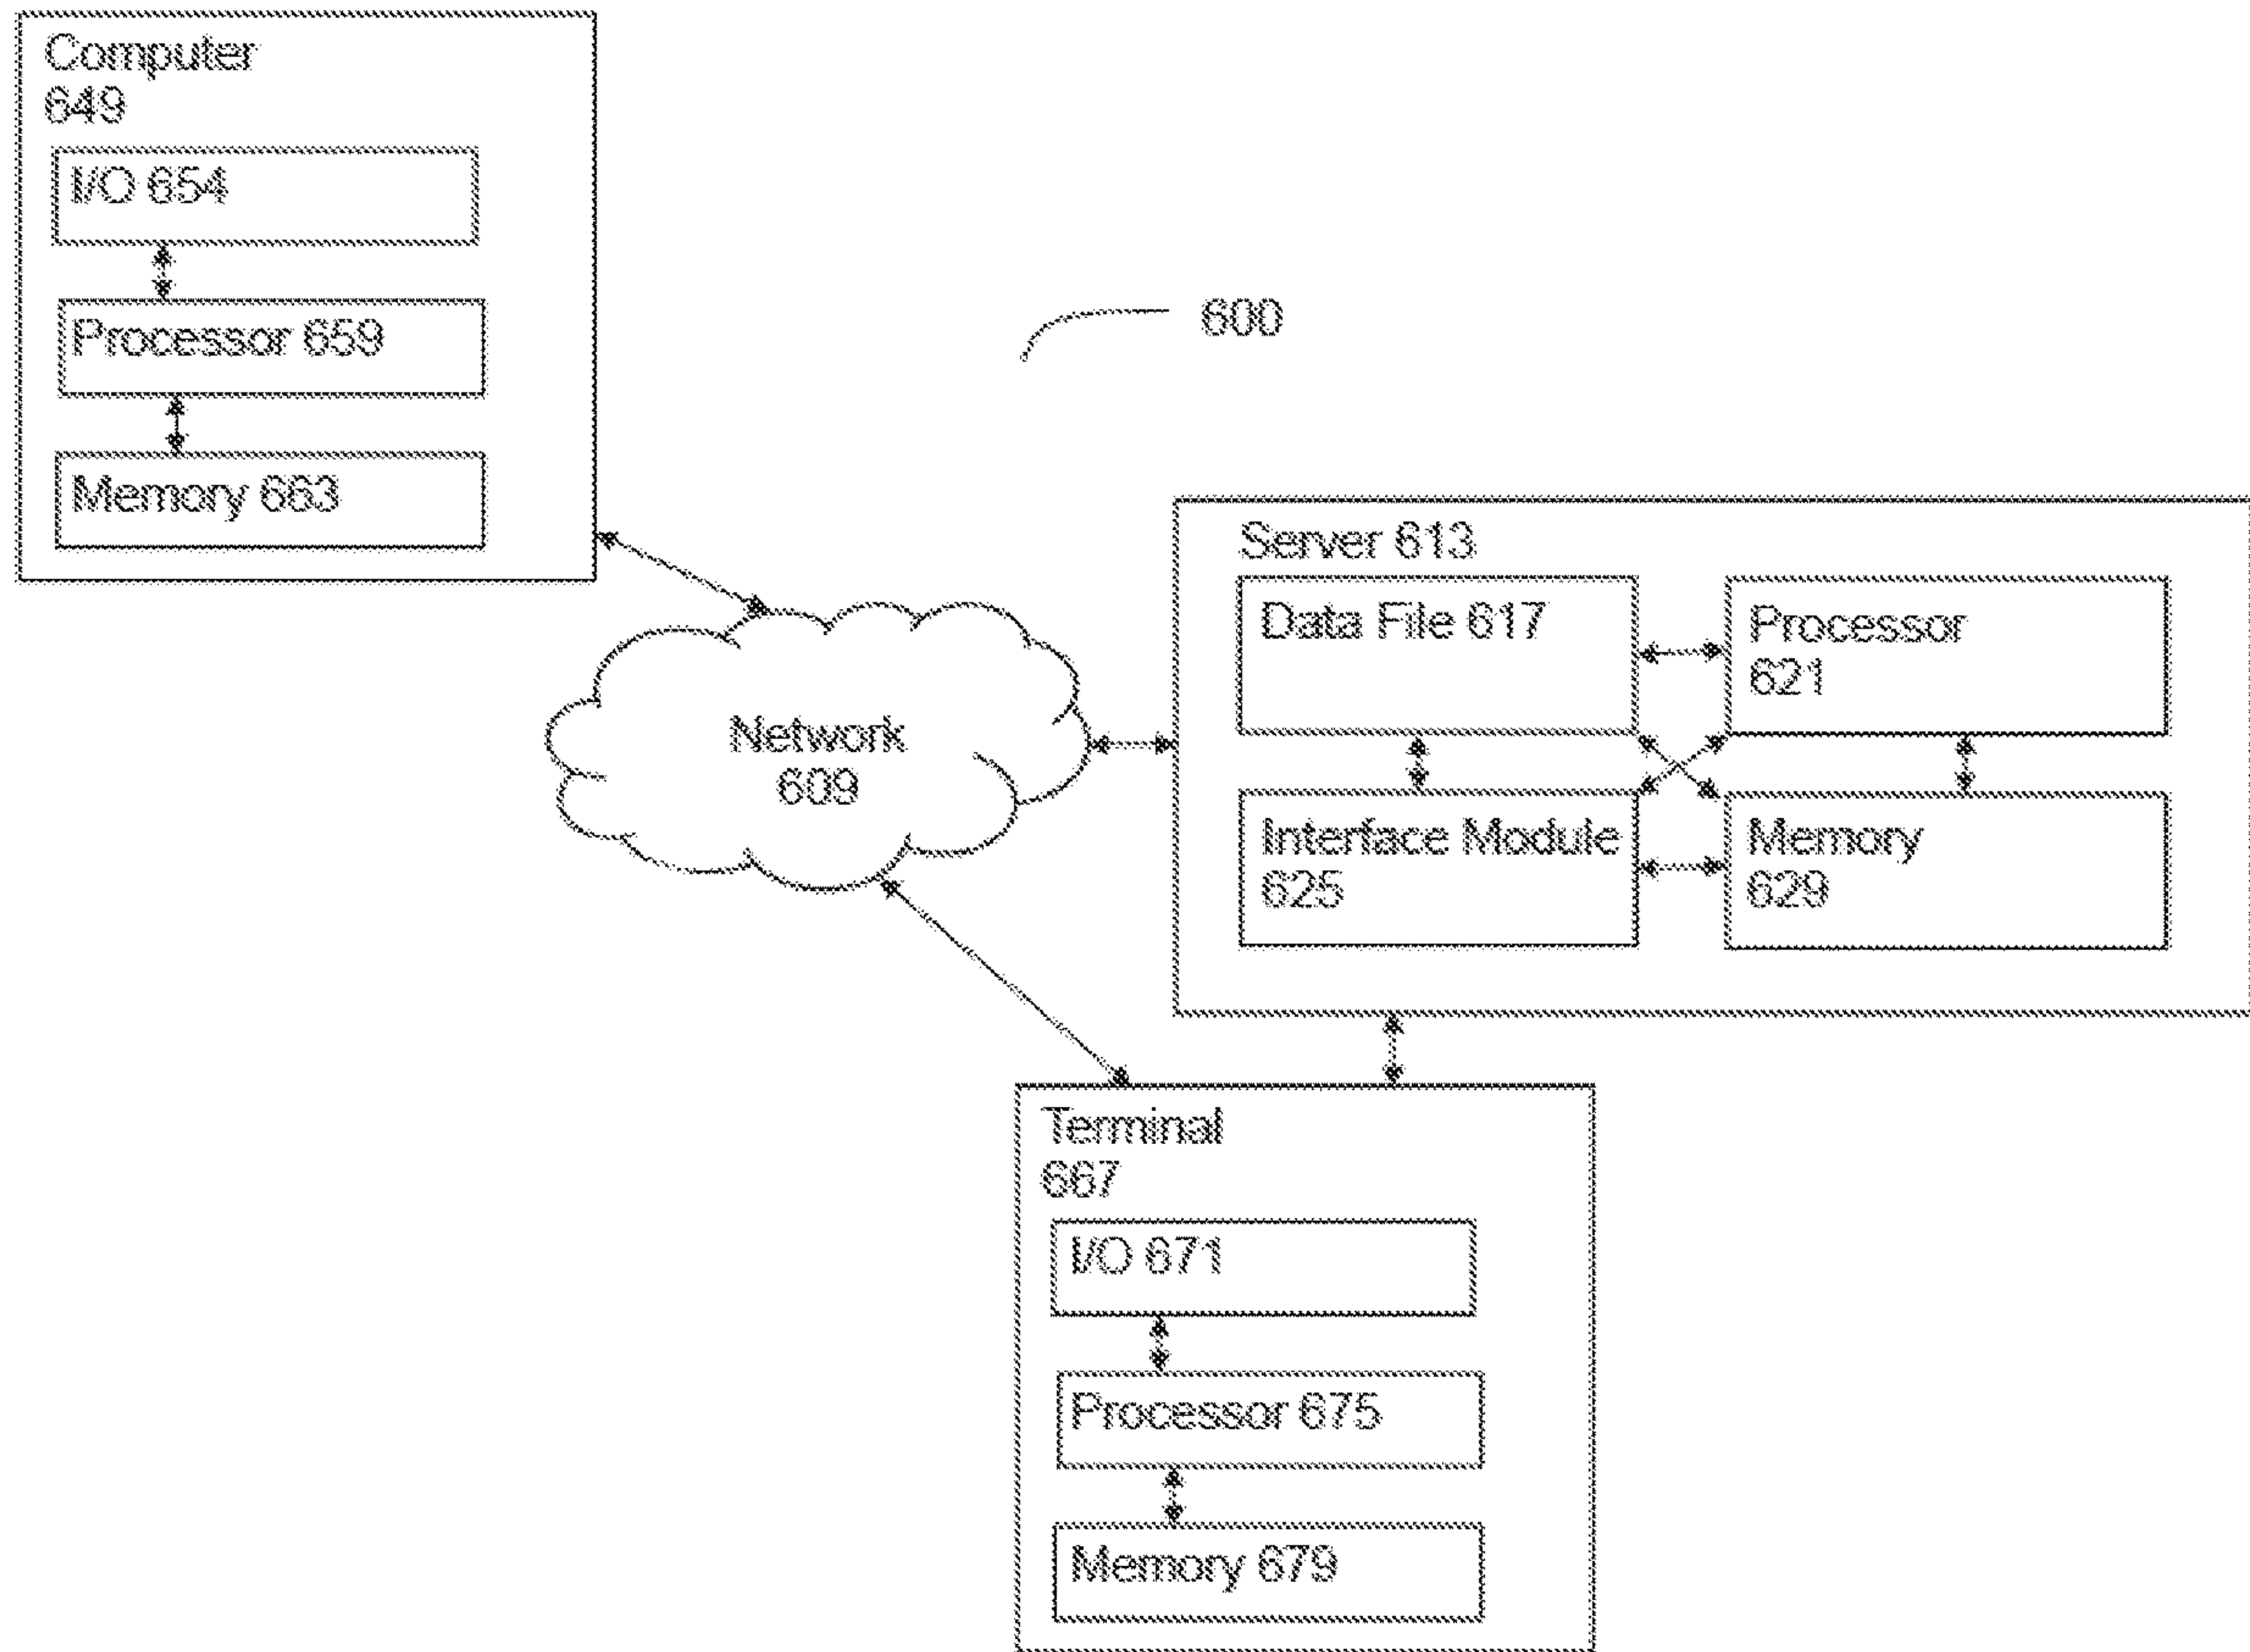 Computer
649
I/O 654
Processor 659
Memory 663
600
Network
609
Server 613
Data File 617
Processor
621
Interface Module
625
Memory
629
Terminal
667
I/O 671
Processor 675
Memory 679